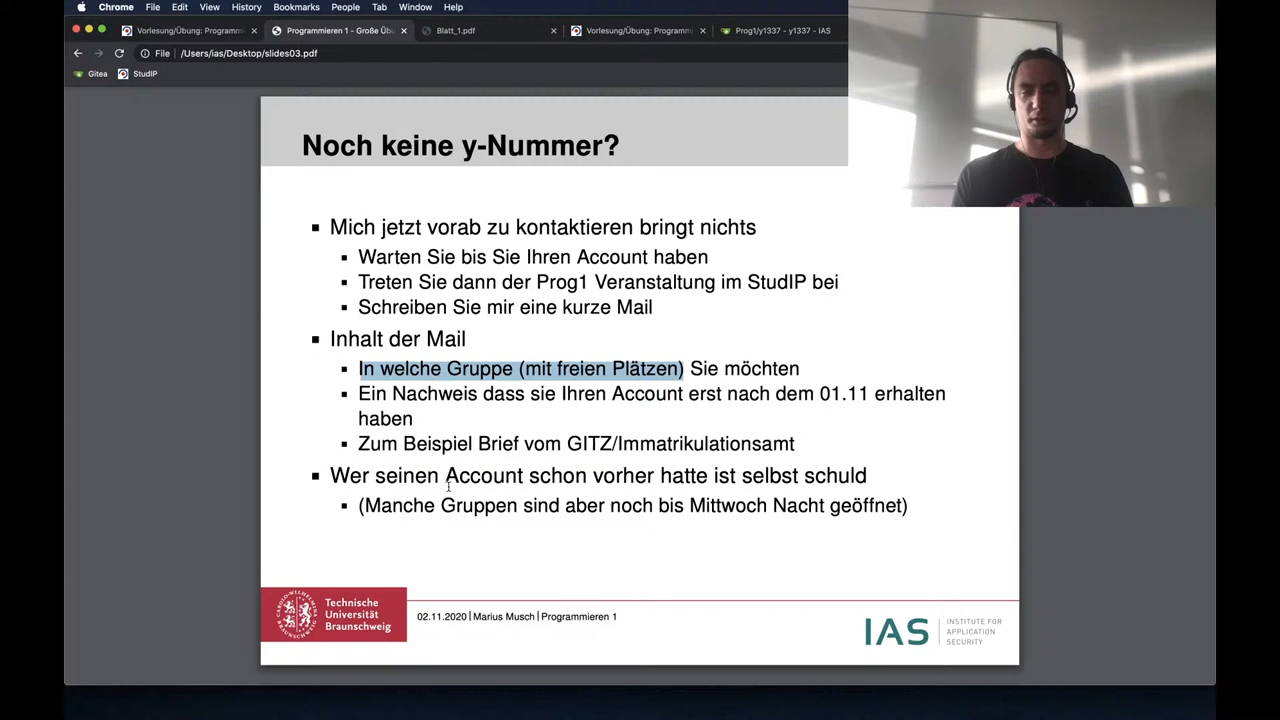 Chrome File Edit View History Bookmarks People Tab Window Help
Vorlesung/Übung: Programmi
Programmieren 1 - Große Üb
Blatt_1.pdf
Vorlesung/Übung: Programm
Prog1/y1337 - y1337 - IAS
File /Users/ias/Desktop/slides03.pdf
Gitea StudIP
Noch keine y-Nummer?
Mich jetzt vorab zu kontaktieren bringt nichts
Warten Sie bis Sie Ihren Account haben
Treten Sie dann der Prog1 Veranstaltung im StudIP bei
Schreiben Sie mir eine kurze Mail
Inhalt der Mail
In welche Gruppe (mit freien Plätzen) Sie möchten
Ein Nachweis dass sie Ihren Account erst nach dem 01.11 erhalten
haben
Zum Beispiel Brief vom GITZ/Immatrikulationsamt
Wer seinen Account schon vorher hatte ist selbst schuld
(Manche Gruppen sind aber noch bis Mittwoch Nacht geöffnet)
Technische
Universität
Braunschweig
02.11.2020 | Marius Musch | Programmieren 1
IAS
INSTITUTE FOR
APPLICATION
SECURITY